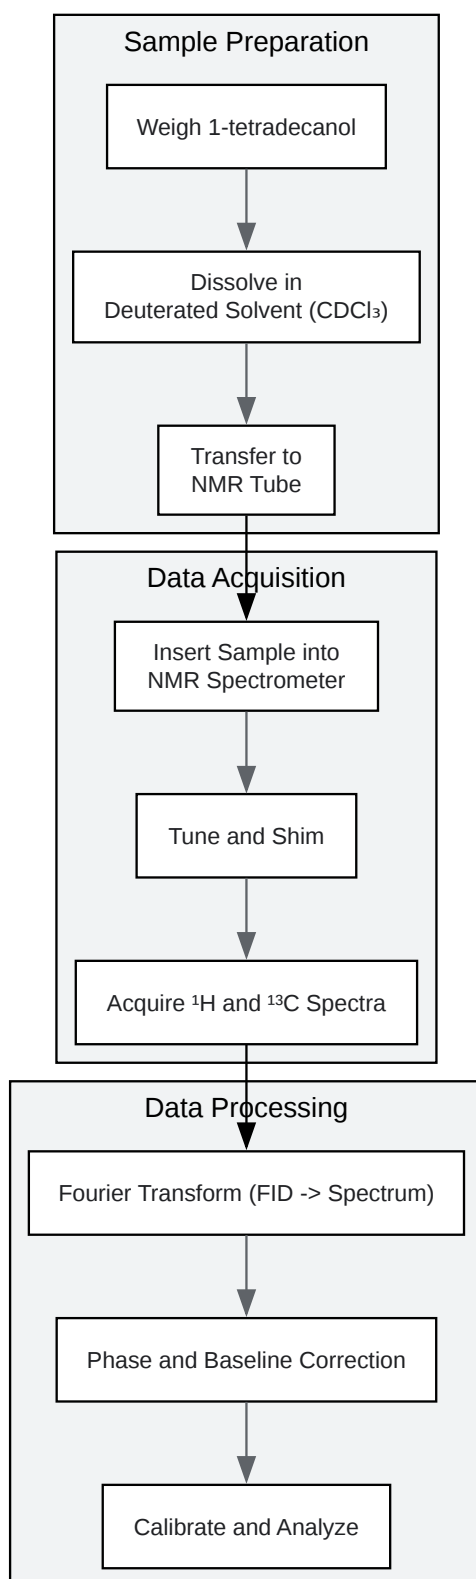 Sample Preparation
Weigh 1-tetradecanol
Dissolve in
Deuterated Solvent (CDCl₃)
Transfer to
NMR Tube
Data Acquisition
Insert Sample into
NMR Spectrometer
Tune and Shim
Acquire ¹H and ¹³C Spectra
Data Processing
Fourier Transform (FID -> Spectrum)
Phase and Baseline Correction
Calibrate and Analyze